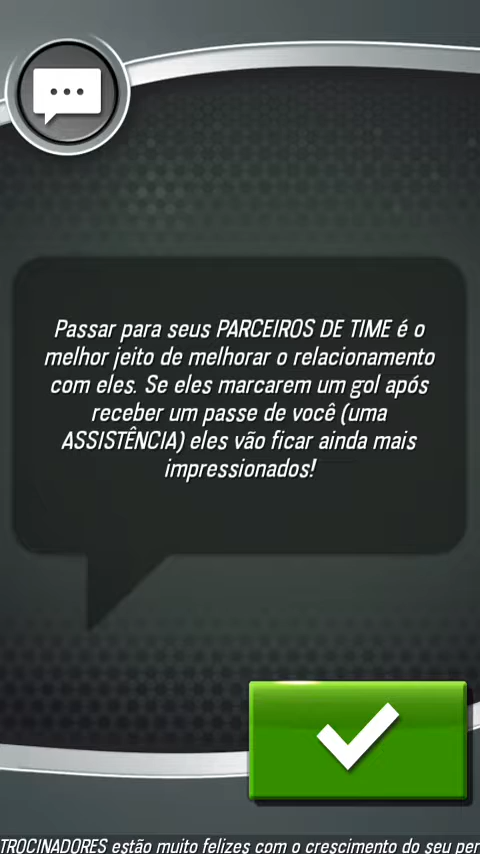 Passar para seus PARCEIROS DE TIME é o
melhor jeito de melhorar o relacionamento
com eles. Se eles marcarem um gol após
receber um passe de você (uma
ASSISTÊNCIA) eles vão ficar ainda mais
impressionados!
TROCINADORES estão muito felizes com o crescimento do seu per